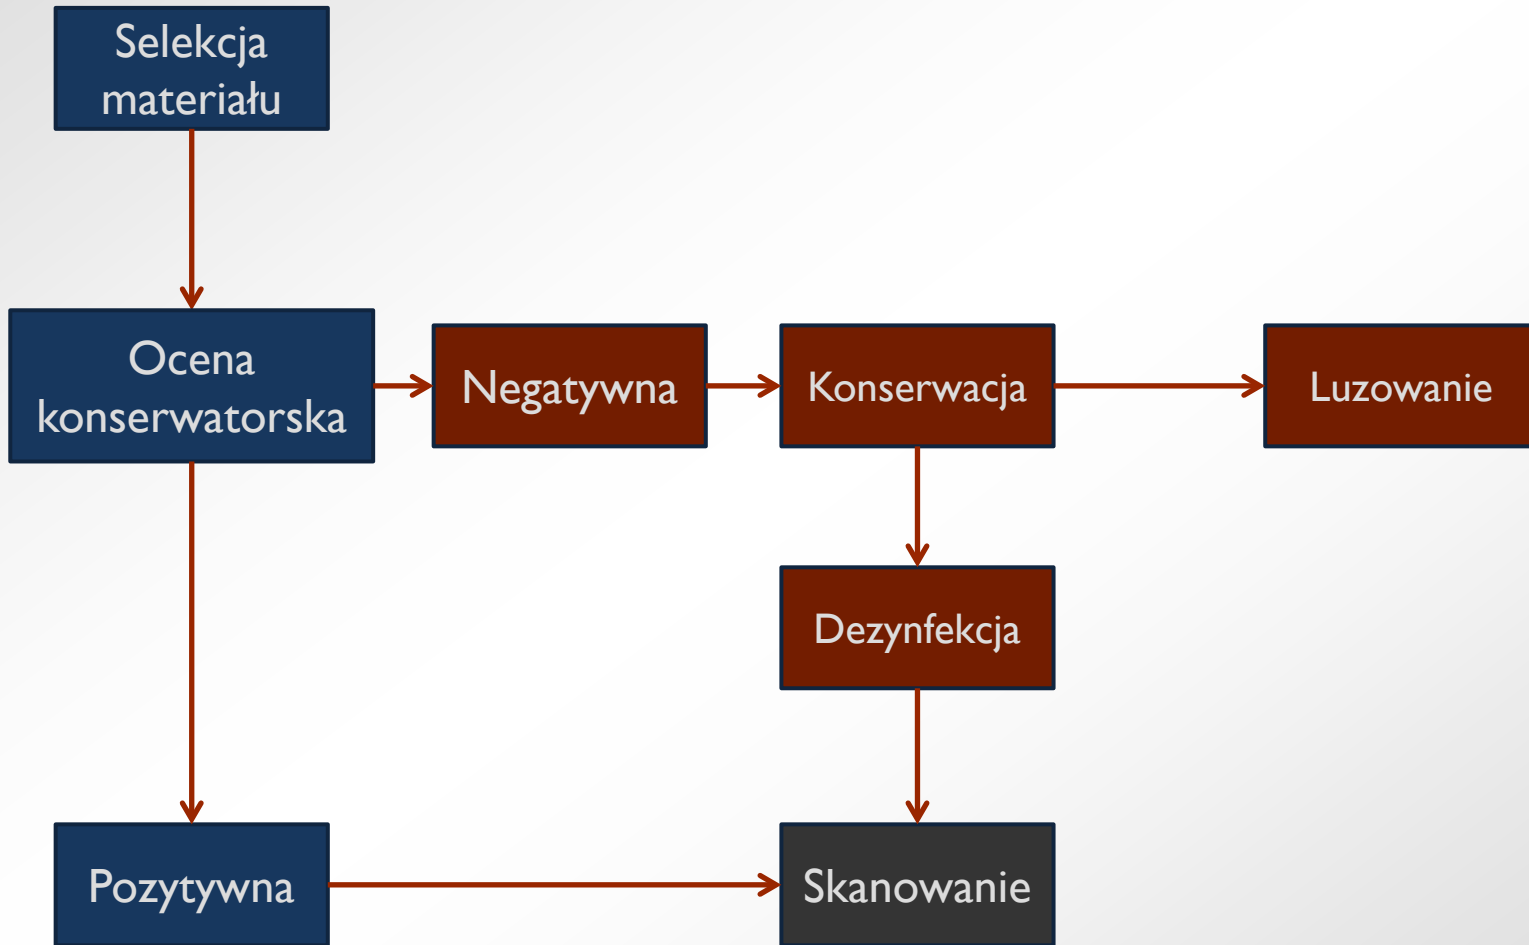 Selekcja
materiału
Ocena
konserwatorska
Negatywna
Konserwacja
Luzowanie
Dezynfekcja
Pozytywna
Skanowanie